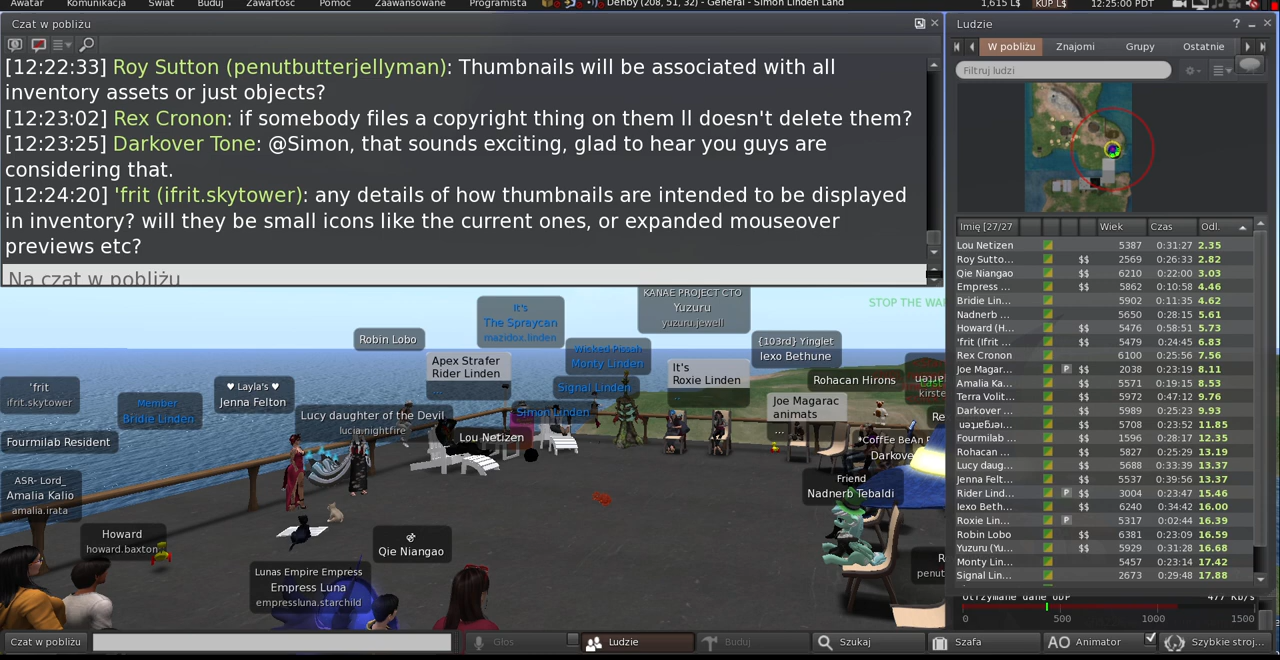 Awatar Komunikacja Świat Buduj Zawartość Pomoc Zaawansowane Programista Denby (208, 51, 32) - General - Simon Linden Land 1,615 L$ KUP L$ 12:25:00 PDT
Czat w pobliżu
[12:22:33] Roy Sutton (penutbutterjellyman): Thumbnails will be associated with all
inventory assets or just objects?
[12:23:02] Rex Cronon: if somebody files a copyright thing on them ll doesn't delete them?
[12:23:25] Darkover Tone: @Simon, that sounds exciting, glad to hear you guys are
considering that.
[12:24:20] 'frit (ifrit.skytower): any details of how thumbnails are intended to be displayed
in inventory? will they be small icons like the current ones, or expanded mouseover
previews etc?
Na czat w pobliżu
KANAE PROJECT CTO
Yuzuru
yuzuru.jewell
STOP THE WA
It's
The Spraycan
mazidox.linden
Robin Lobo
{103rd} Yinglet
Iexo Bethune
Wicked Pissah
Monty Linden
Apex Strafer
Rider Linden
...
It's
Roxie Linden
..
Signal Linden
Rohacan Hirons
kirste
'frit
ifrit.skytower
♥ Layla's ♥
Jenna Felton
Member
Bridie Linden
Simon Linden
Joe Magarac
animats
...
Re
Lucy daughter of the Devil
lucia.nightfire
Lou Netizen
Fourmilab Resident
*CoffEe BeAn
Darkove
ASR- Lord_
Amalia Kalio
amalia.irata
Friend
Nadnerb Tebaldi
Howard
howard.baxton
Qie Niangao
R
penut
Lunas Empire Empress
Empress Luna
empressluna.starchild
Ludzie
? _ ×
W pobliżu Znajomi Grupy Ostatnie
Filtruj ludzi
Imię [27/27 Wiek Czas Odl.
Lou Netizen 5387 0:31:27 2.35
Roy Sutto... $$ 2569 0:26:33 2.82
Qie Niangao 6210 0:22:00 3.03
Empress ... $$ 5862 0:10:58 4.46
Bridie Lin... 5902 0:11:35 4.62
Nadnerb ... 5650 0:28:15 5.61
Howard (H... $$ 5476 0:58:51 5.73
'frit (ifrit ... $$ 5479 0:24:45 6.83
Rex Cronon 6100 0:25:56 7.56
Joe Magar... P $$ 2038 0:23:19 8.11
Amalia Ka... $$ 5571 0:19:15 8.53
Terra Volit... $$ 5972 0:47:12 9.76
Darkover ... $$ 5989 0:25:23 9.93
$$ 5708 0:23:52 11.85
Fourmilab ... $$ 1596 0:28:17 12.35
Rohacan ... $$ 5827 0:25:29 13.19
Lucy daug... $$ 5688 0:33:39 13.37
Jenna Felt... $$ 5537 0:39:56 13.37
Rider Lind... P $$ 3004 0:23:47 15.46
Iexo Beth... $$ 6240 0:34:42 16.00
Roxie Lin... P 5317 0:02:44 16.39
Robin Lobo $$ 6381 0:23:09 16.59
Yuzuru (Yu... $$ 5929 0:31:28 16.68
Monty Lin... 5457 0:23:14 17.42
Signal Lin... 2673 0:29:48 17.88
Otrzymane dane UDP 477 Kb/s
0 500 1000 1500
Czat w pobliżu Głos Ludzie Buduj Szukaj Szafa AO Animator Szybkie stroj...